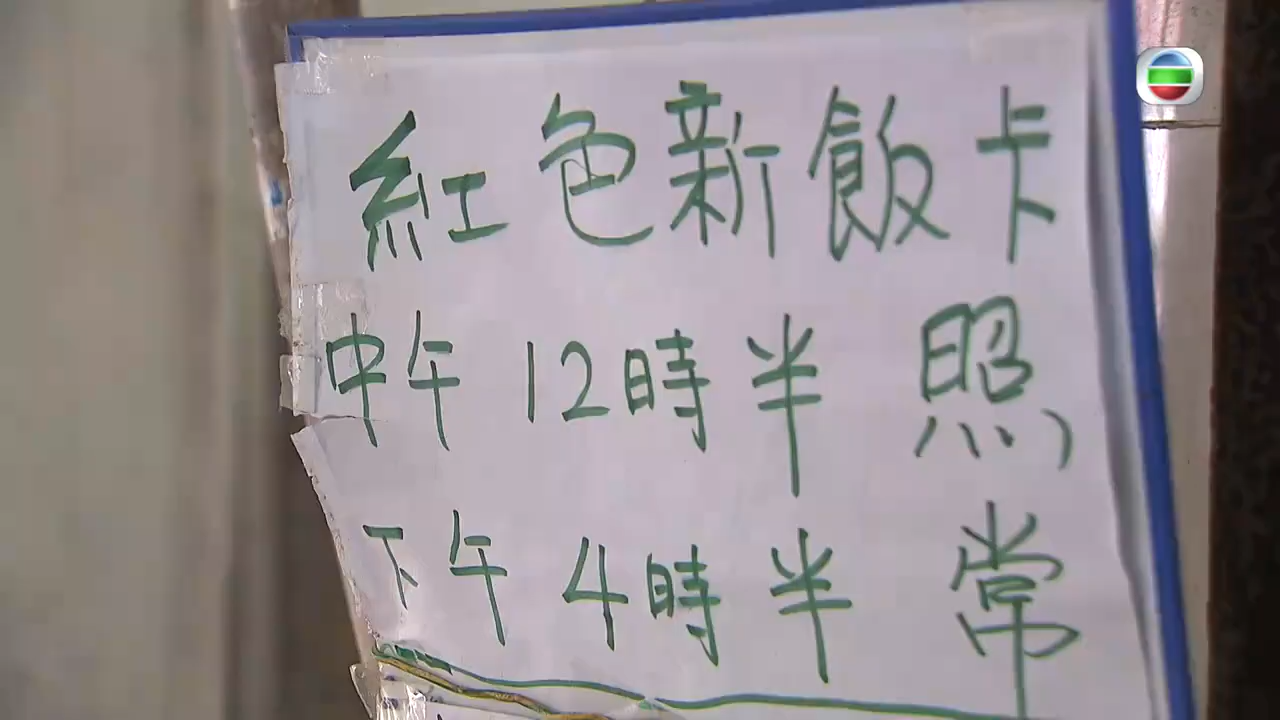 紅色新飯卡
中午 12時半 照
下午 4時半 常